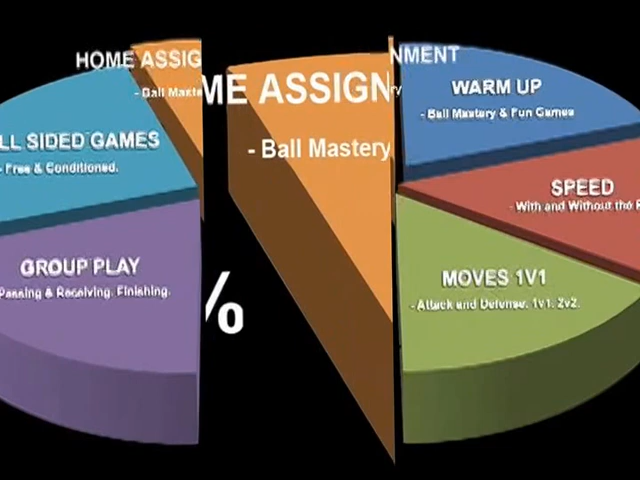 HOME ASSIG
- Ball Maste
LL SIDED GAMES
- Free & Conditioned.
GROUP PLAY
Passing & Receiving. Finishing.
ME ASSIGN
- Ball Mastery
%
NMENT
WARM UP
- Ball Mastery & Fun Games
SPEED
- With and Without the
MOVES 1V1
- Attack and Defense. 1v1. 2v2.